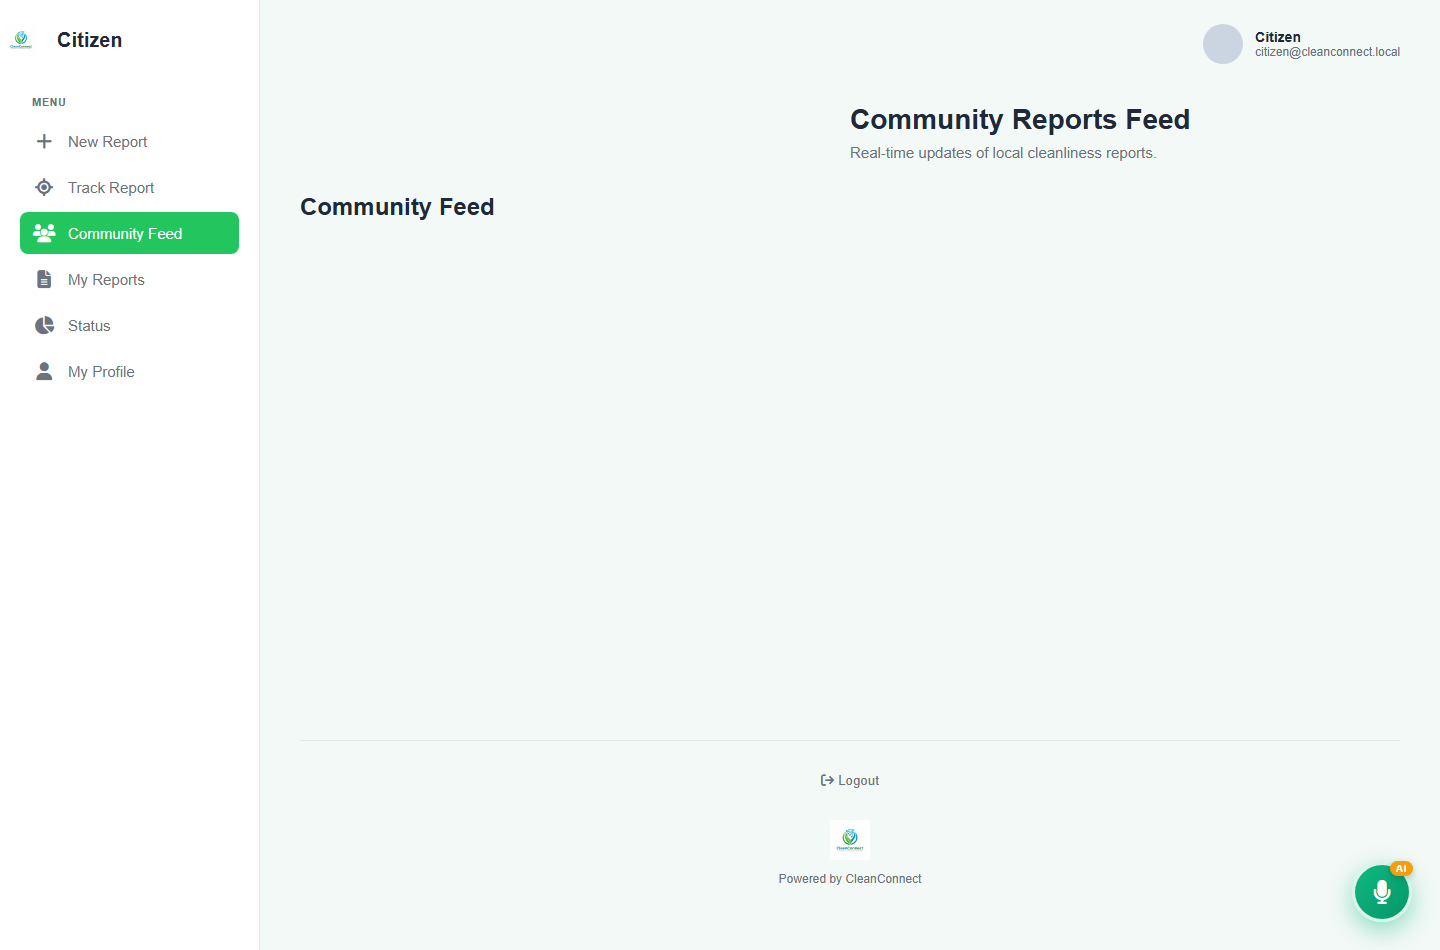 Citizen
MENU
New Report
Track Report
Community Feed
My Reports
Status
My Profile
Citizen
citizen@cleanconnect.local
Community Reports Feed
Real-time updates of local cleanliness reports.
Community Feed
Logout
CleanConnect
Powered by CleanConnect
AI